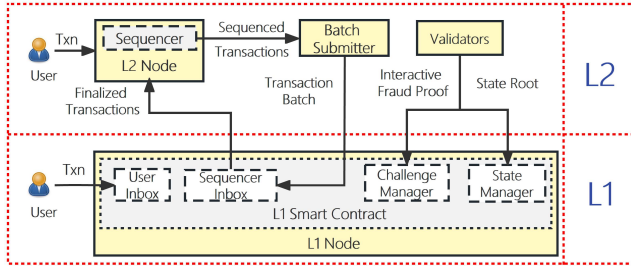 Txn
User
Sequencer
L2 Node
Sequenced
Transactions
Batch
Submitter
Validators
L2
Finalized
Transactions
Transaction
Batch
Interactive
Fraud Proof
State Root
Txn
User
User
Inbox
Sequencer
Inbox
Challenge
Manager
State
Manager
L1 Smart Contract
L1 Node
L1